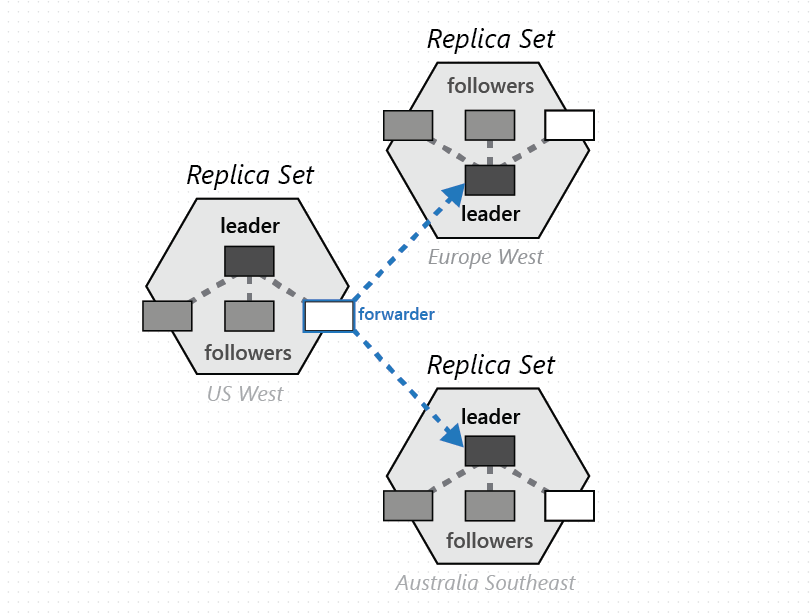 Replica Set
followers
leader
Europe West
Replica Set
leader
forwarder
followers
US West
Replica Set
leader
followers
Australia Southeast